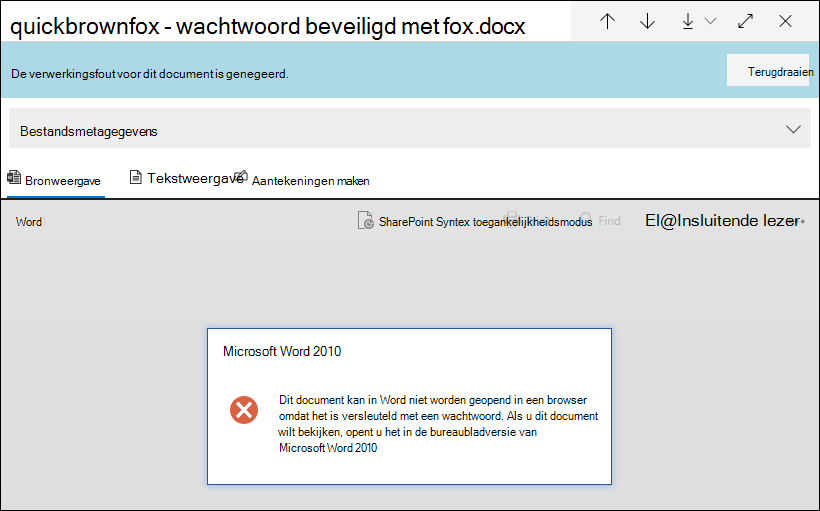 quickbrownfox - wachtwoord beveiligd met fox.docx
De verwerkingsfout voor dit document is genegeerd.
Terugdraaien
Bestandsmetagegevens
Bronweergave Tekstweergave Aantekeningen maken
Word SharePoint Syntex toegankelijkheidsmodus Find El@Insluitende lezer
Microsoft Word 2010
Dit document kan in Word niet worden geopend in een browser
omdat het is versleuteld met een wachtwoord. Als u dit document
wilt bekijken, opent u het in de bureaubladversie van
Microsoft Word 2010